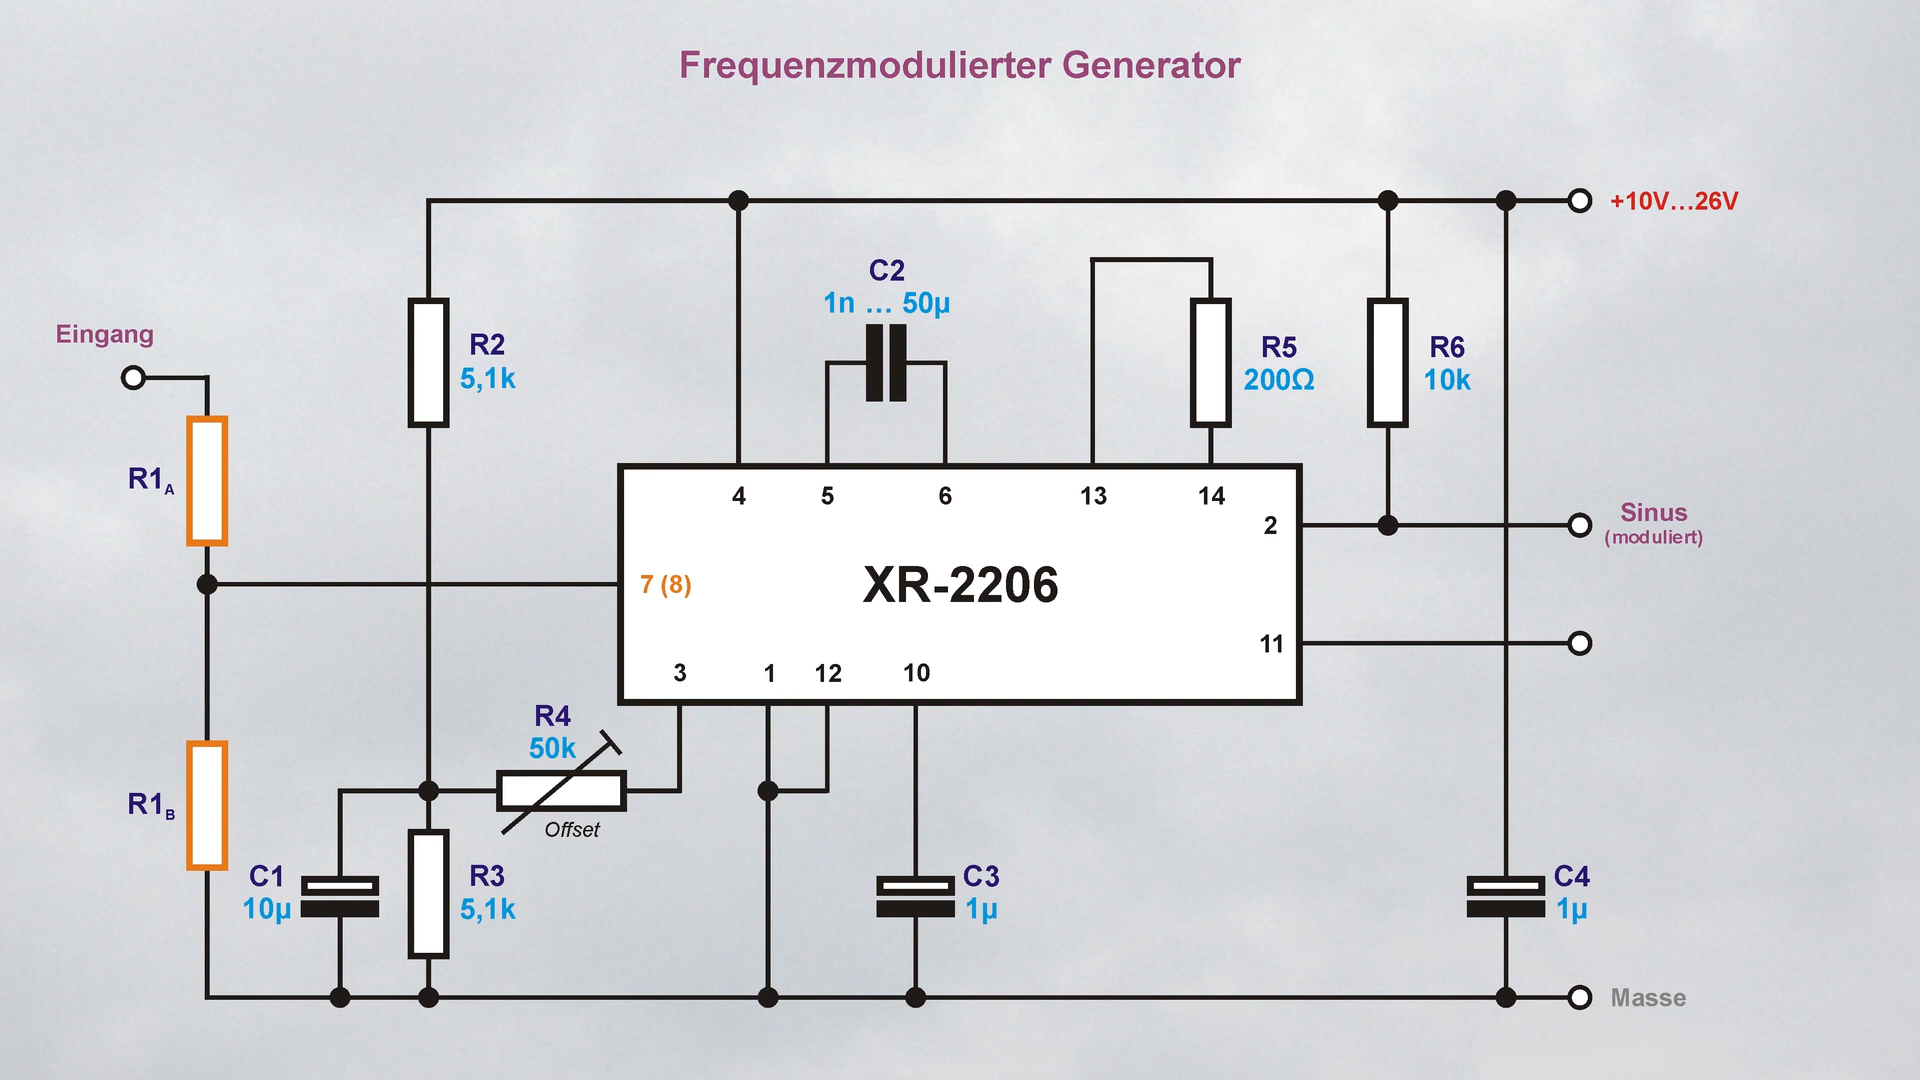 Frequenzmodulierter Generator
+10V...26V
C2
1n ... 50µ
Eingang
R2
5,1k
R5
200Ω
R6
10k
R1A
4
5
6
13
14
2
Sinus
(moduliert)
7 (8)
XR-2206
11
3
1
12
10
R4
50k
Offset
R1B
C1
10µ
R3
5,1k
C3
1µ
C4
1µ
Masse